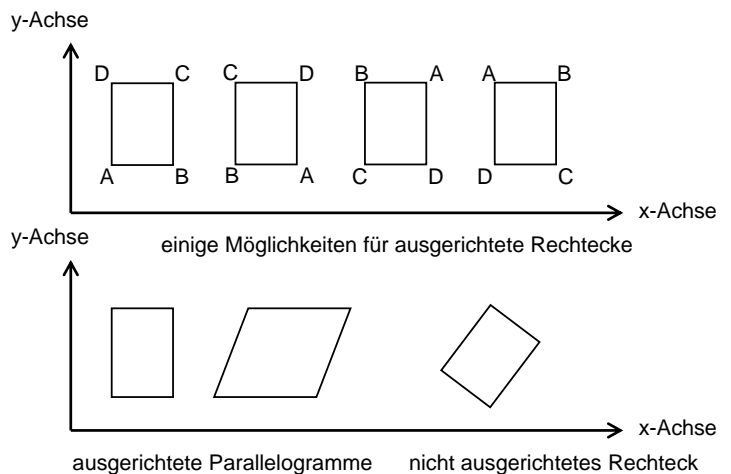 y-Achse
D C C D B A A B
A B B A C D D C
x-Achse
y-Achse
einige Möglichkeiten für ausgerichtete Rechtecke
x-Achse
ausgerichtete Parallelogramme nicht ausgerichtetes Rechteck